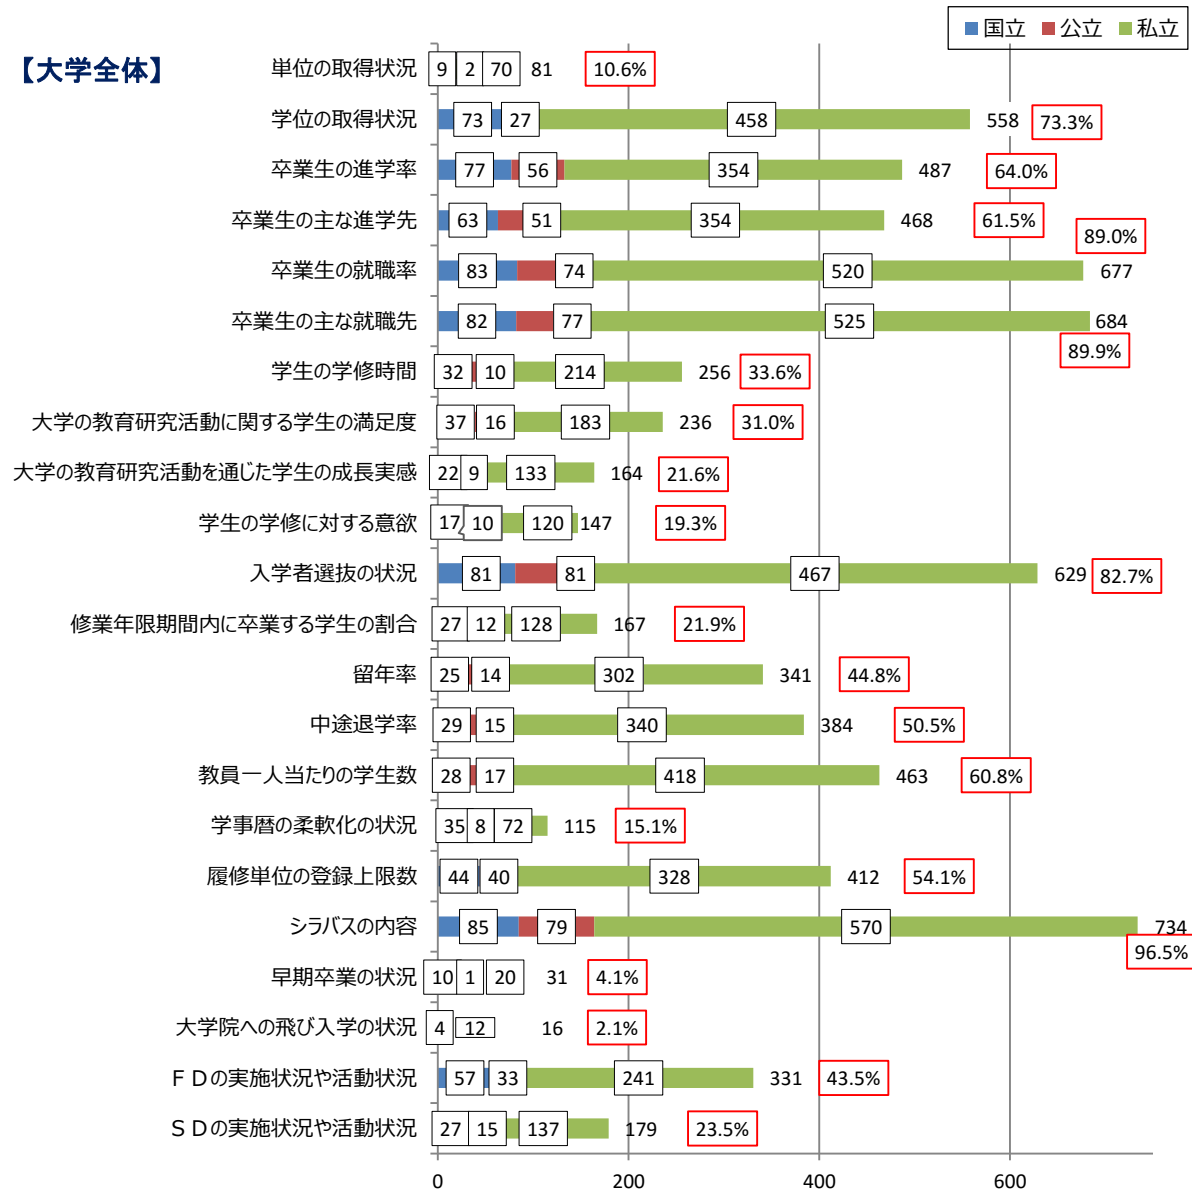 国立 公立 私立
【大学全体】
単位の取得状況 9 2 70 81 10.6%
学位の取得状況 73 27 458 558 73.3%
卒業生の進学率 77 56 354 487 64.0%
卒業生の主な進学先 63 51 354 468 61.5%
89.0%
卒業生の就職率 83 74 520 677
卒業生の主な就職先 82 77 525 684
89.9%
学生の学修時間 32 10 214 256 33.6%
大学の教育研究活動に関する学生の満足度 37 16 183 236 31.0%
大学の教育研究活動を通じた学生の成長実感 22 9 133 164 21.6%
学生の学修に対する意欲 17 10 120 147 19.3%
入学者選抜の状況 81 81 467 629 82.7%
修業年限期間内に卒業する学生の割合 27 12 128 167 21.9%
留年率 25 14 302 341 44.8%
中途退学率 29 15 340 384 50.5%
教員一人当たりの学生数 28 17 418 463 60.8%
学事暦の柔軟化の状況 35 8 72 115 15.1%
履修単位の登録上限数 44 40 328 412 54.1%
シラバスの内容 85 79 570 734
96.5%
早期卒業の状況 10 1 20 31 4.1%
大学院への飛び入学の状況 4 12 16 2.1%
ＦＤの実施状況や活動状況 57 33 241 331 43.5%
ＳＤの実施状況や活動状況 27 15 137 179 23.5%
0 200 400 600